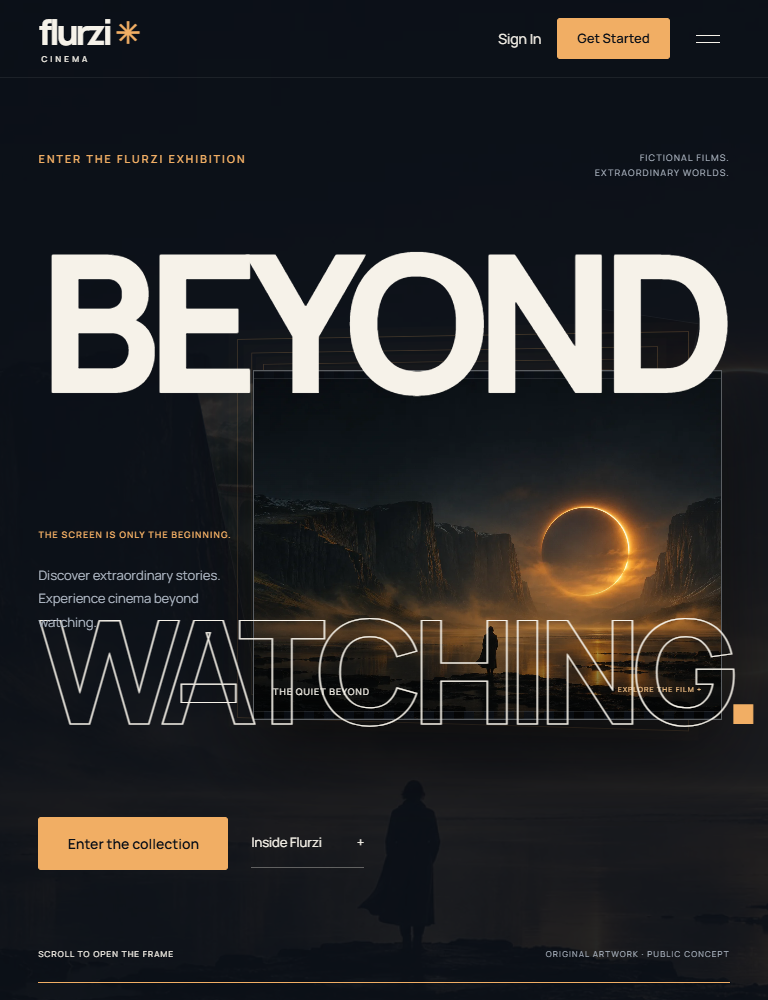 flurzi
CINEMA
Sign In
Get Started
ENTER THE FLURZI EXHIBITION
FICTIONAL FILMS.
EXTRAORDINARY WORLDS.
BEYOND
THE SCREEN IS ONLY THE BEGINNING.
Discover extraordinary stories.
Experience cinema beyond
watching.
WATCHING.
THE QUIET BEYOND
EXPLORE THE FILM +
Enter the collection
Inside Flurzi +
SCROLL TO OPEN THE FRAME
ORIGINAL ARTWORK · PUBLIC CONCEPT